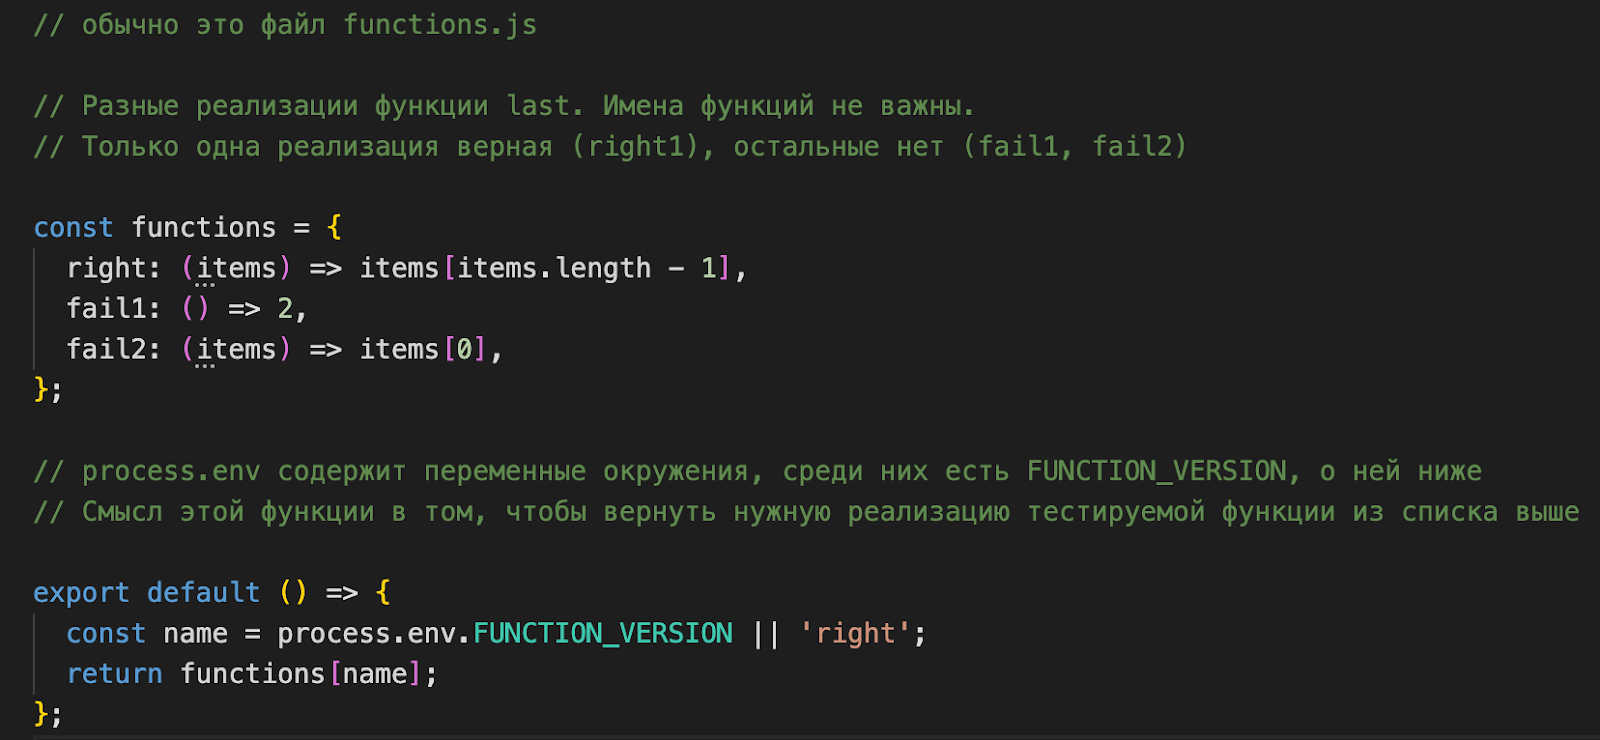 // обычно это файл functions.js
// Разные реализации функции last. Имена функций не важны.
// Только одна реализация верная (right1), остальные нет (fail1, fail2)
const functions = {
  right: (items) => items[items.length - 1],
  fail1: () => 2,
  fail2: (items) => items[0],
};
// process.env содержит переменные окружения, среди них есть FUNCTION_VERSION, о ней ниже
// Смысл этой функции в том, чтобы вернуть нужную реализацию тестируемой функции из списка выше
export default () => {
  const name = process.env.FUNCTION_VERSION || 'right';
  return functions[name];
};